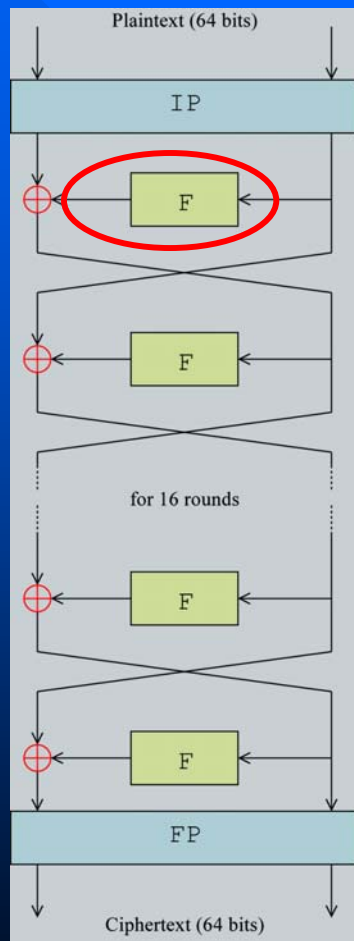 Plaintext (64 bits)
IP
F
F
for 16 rounds
F
F
FP
Ciphertext (64 bits)